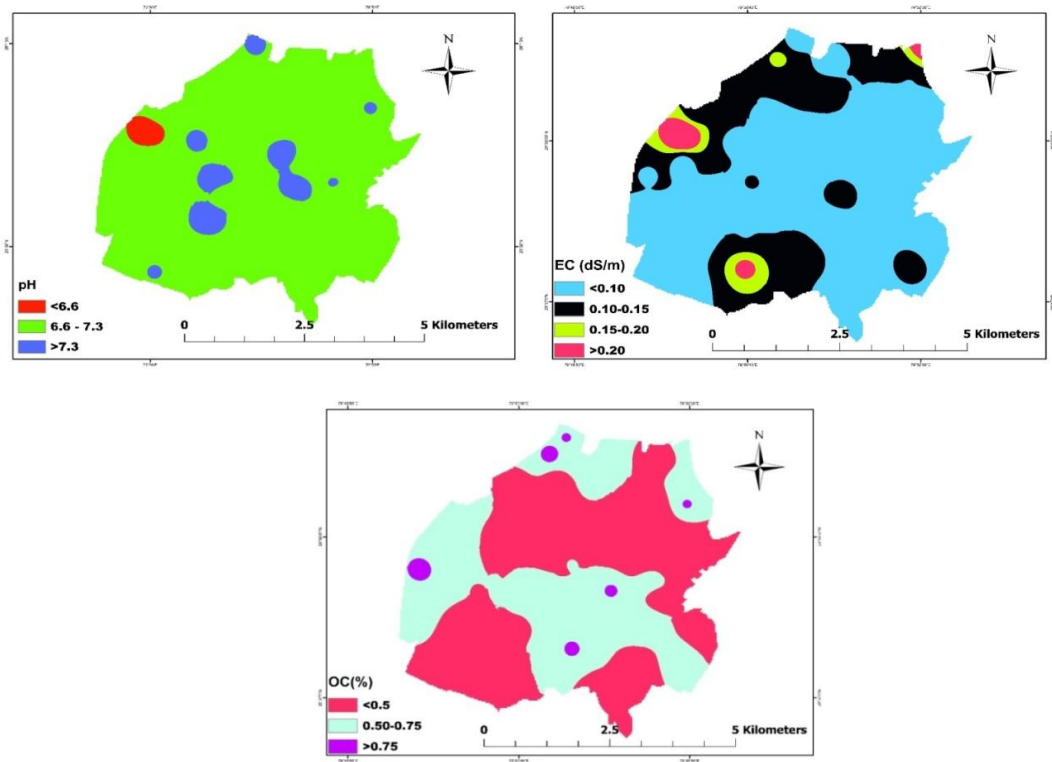 N
pH
<6.6
6.6 - 7.3
>7.3
0 2.5 5 Kilometers
N
EC (dS/m)
<0.10
0.10-0.15
0.15-0.20
>0.20
0 2.5 5 Kilometers
N
OC(%)
<0.5
0.50-0.75
>0.75
0 2.5 5 Kilometers